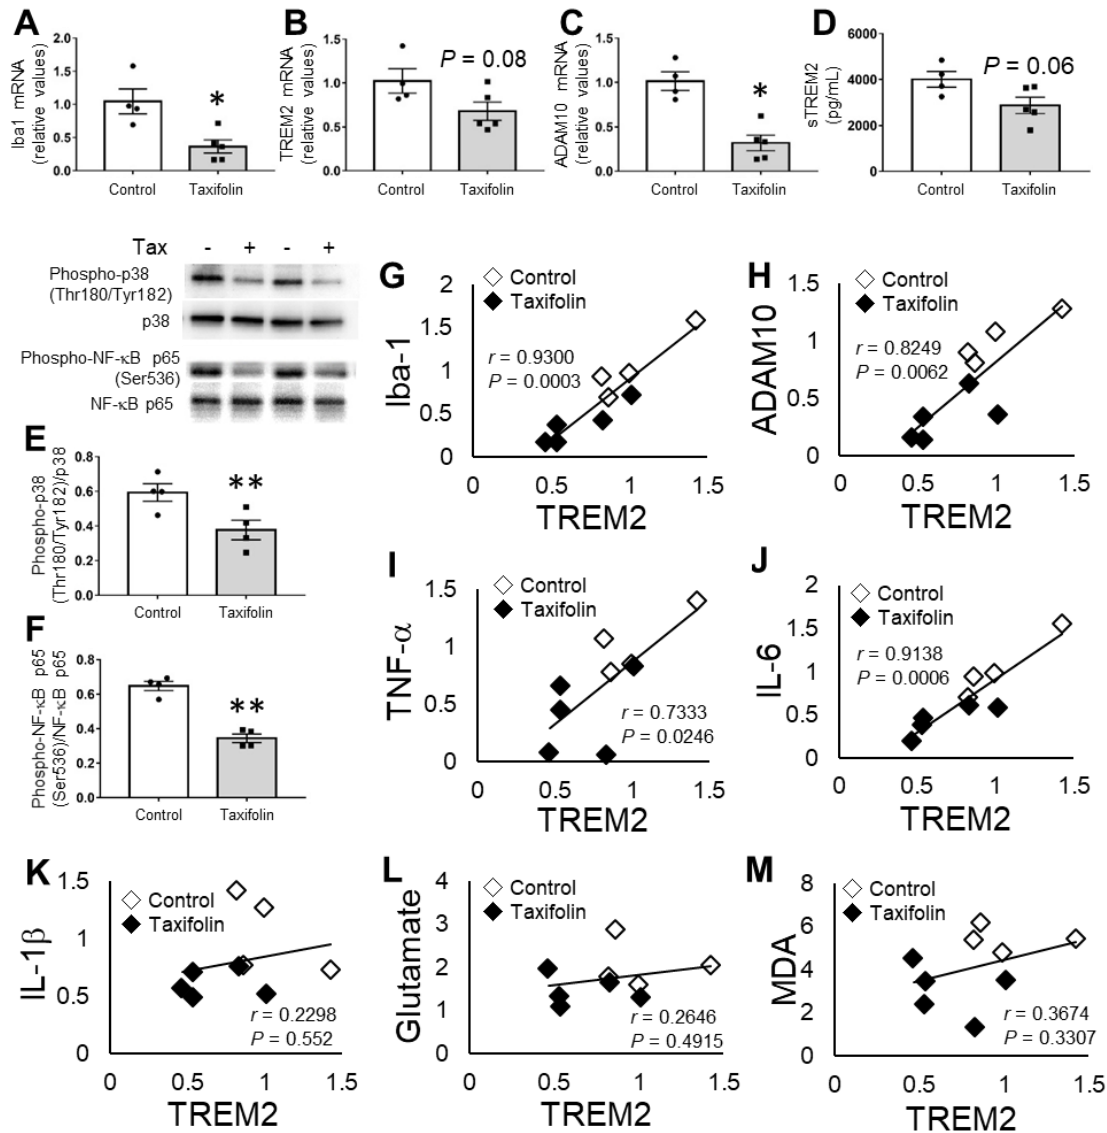 A
Iba1 mRNA
(relative values)
2.0
1.5
1.0
0.5
0.0
*
Control Taxifolin
B
TREM2 mRNA
(relative values)
1.5
1.0
0.5
0.0
P = 0.08
Control Taxifolin
C
ADAM10 mRNA
(relative values)
1.5
1.0
0.5
0.0
*
Control Taxifolin
D
sTREM2
(pg/mL)
6000
4000
2000
0
P = 0.06
Control Taxifolin
Tax - + - +
Phospho-p38
(Thr180/Tyr182)
p38
Phospho-NF-κB p65
(Ser536)
NF-κB p65
E
Phospho-p38
(Thr180/Tyr182)/p38
0.8
0.6
0.4
0.2
0.0
**
Control Taxifolin
F
Phospho-NF-κB p65
(Ser536)/NF-κB p65
0.8
0.6
0.4
0.2
0.0
**
Control Taxifolin
G
Control
Taxifolin
Iba-1
2
1.5
1
0.5
0
r = 0.9300
P = 0.0003
0 0.5 1 1.5
TREM2
H
Control
Taxifolin
ADAM10
1.5
1
0.5
0
r = 0.8249
P = 0.0062
0 0.5 1 1.5
TREM2
I
Control
Taxifolin
TNF-α
1.5
1
0.5
0
r = 0.7333
P = 0.0246
0 0.5 1 1.5
TREM2
J
Control
Taxifolin
IL-6
2
1.5
1
0.5
0
r = 0.9138
P = 0.0006
0 0.5 1 1.5
TREM2
K
Control
Taxifolin
IL-1β
1.5
1
0.5
0
r = 0.2298
P = 0.552
0 0.5 1 1.5
TREM2
L
Control
Taxifolin
Glutamate
4
3
2
1
0
r = 0.2646
P = 0.4915
0 0.5 1 1.5
TREM2
M
Control
Taxifolin
MDA
8
6
4
2
0
r = 0.3674
P = 0.3307
0 0.5 1 1.5
TREM2